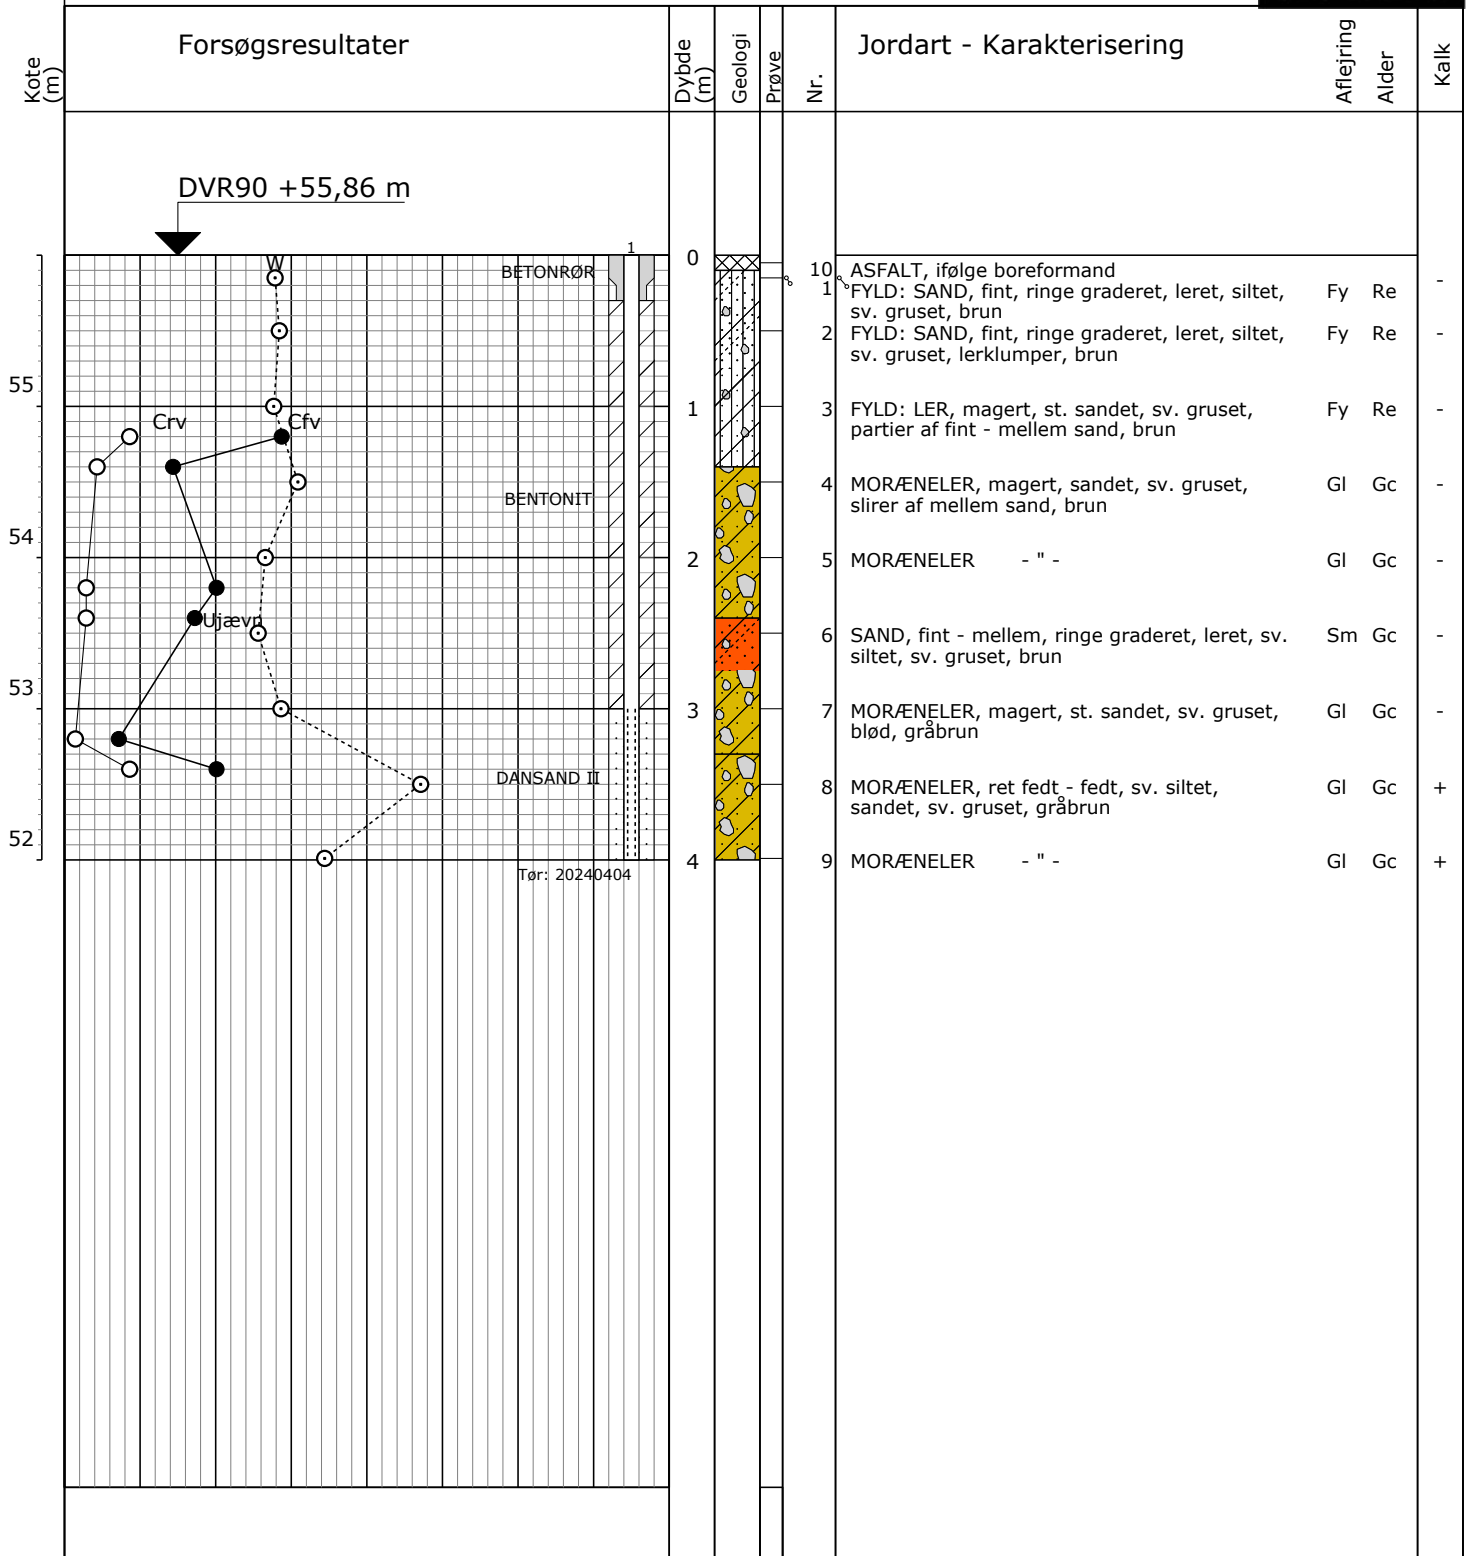 Kote
(m)
Forsøgsresultater
Dybde
(m)
Geologi
Prøve
Nr.
Jordart - Karakterisering
Aflejring
Alder
Kalk
DVR90 +55,86 m
W
BETONRØR
1
0
10 ASFALT, ifølge boreformand
-
1 FYLD: SAND, fint, ringe graderet, leret, siltet, Fy Re
sv. gruset, brun
2 FYLD: SAND, fint, ringe graderet, leret, siltet, Fy Re -
sv. gruset, lerklumper, brun
55
1
3 FYLD: LER, magert, st. sandet, sv. gruset, Fy Re -
partier af fint - mellem sand, brun
Crv
Cfv
4 MORÆNELER, magert, sandet, sv. gruset, Gl Gc -
slirer af mellem sand, brun
BENTONIT
54
2
5 MORÆNELER - " - Gl Gc -
Ujævn
6 SAND, fint - mellem, ringe graderet, leret, sv. Sm Gc -
siltet, sv. gruset, brun
53
3
7 MORÆNELER, magert, st. sandet, sv. gruset, Gl Gc -
blød, gråbrun
DANSAND II
8 MORÆNELER, ret fedt - fedt, sv. siltet, Gl Gc +
sandet, sv. gruset, gråbrun
52
4
9 MORÆNELER - " - Gl Gc +
Tør: 20240404